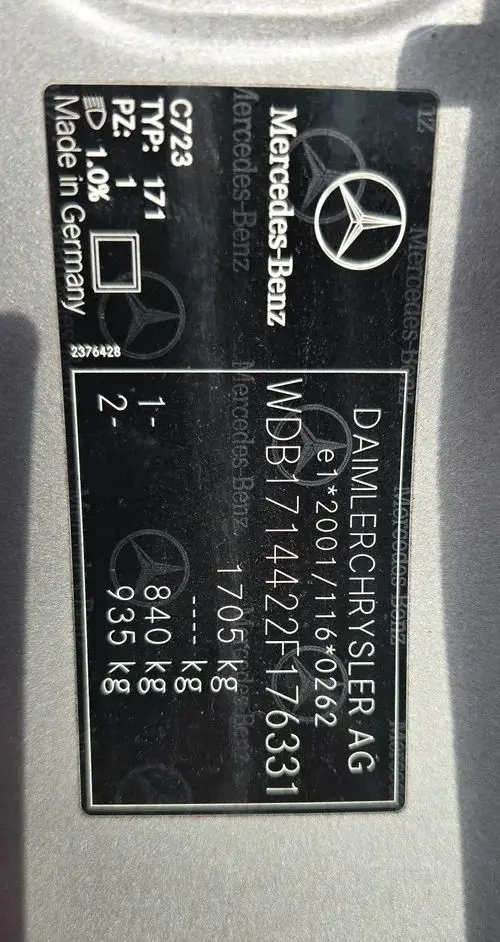 Mercedes-Benz
C723
TYP: 171
PZ: 1
1.0%
Made in Germany
2376428
DAIMLERCHRYSLER AG
e1*2001/116*0262
WDB1714422F176331
1705 kg
---- kg
1- 840 kg
2- 935 kg